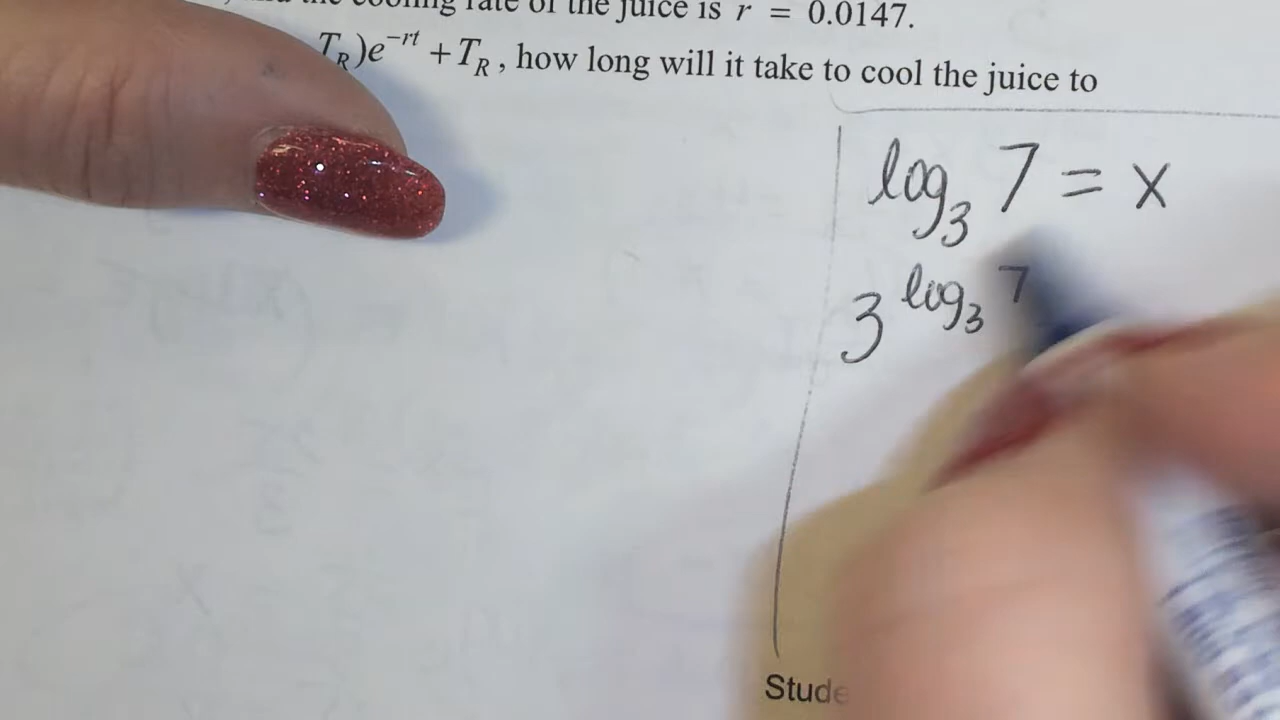 the cooling rate of the juice is r = 0.0147.
T_R)e^{-rt} + T_R, how long will it take to cool the juice to
log_3 7 = x
3^{log_3 7}
Stude